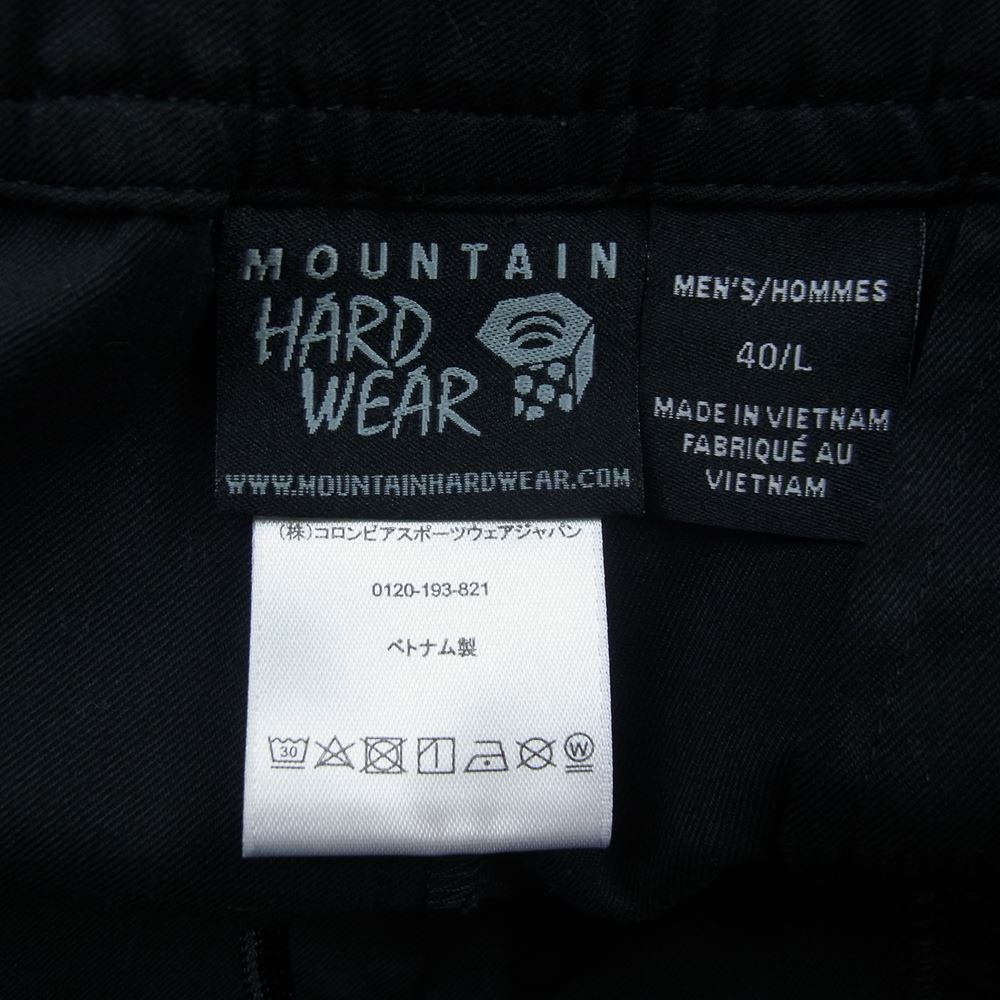 MOUNTAIN
HARD
WEAR
WWW.MOUNTAINHARDWEAR.COM
MEN'S/HOMMES
40/L
MADE IN VIETNAM
FABRIQUÉ AU
VIETNAM
(株)コロンビアスポーツウェアジャパン
0120-193-821
ベトナム製
30
W